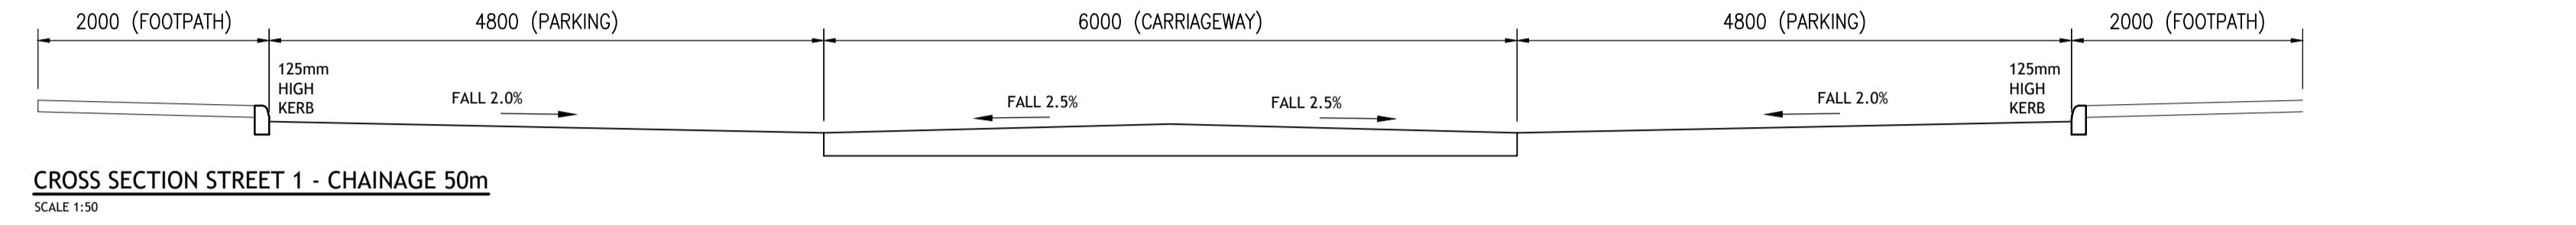 2000 (FOOTPATH)
4800 (PARKING)
6000 (CARRIAGEWAY)
4800 (PARKING)
2000 (FOOTPATH)
125mm
HIGH
KERB
FALL 2.0%
FALL 2.5%
FALL 2.5%
FALL 2.0%
125mm
HIGH
KERB
CROSS SECTION STREET 1 - CHAINAGE 50m
SCALE 1:50